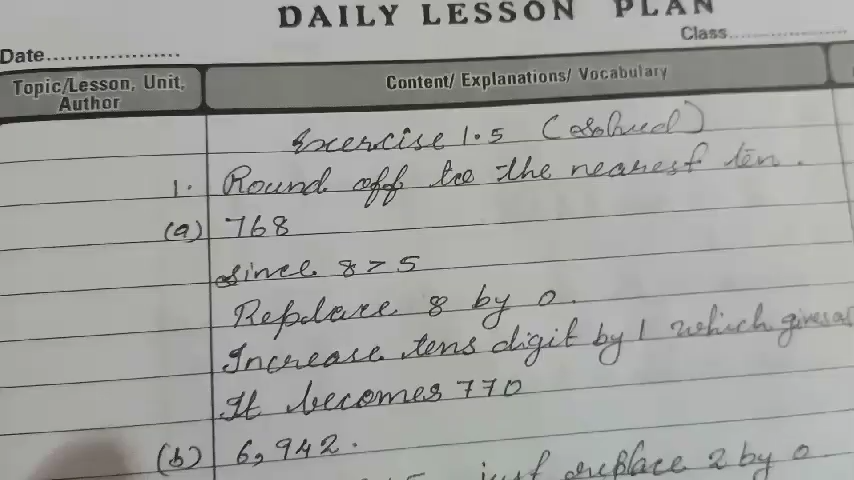 DAILY LESSON PLAN
Date....................
Class....................
Topic/Lesson, Unit, Author
Content/ Explanations/ Vocabulary
Exercise 1.5 (Solved)
1. Round off to the nearest ten.
(a) 768
Since 8 > 5
Replace 8 by 0.
Increase tens digit by 1 which gives
It becomes 770
(b) 6,942.
just replace 2 by 0